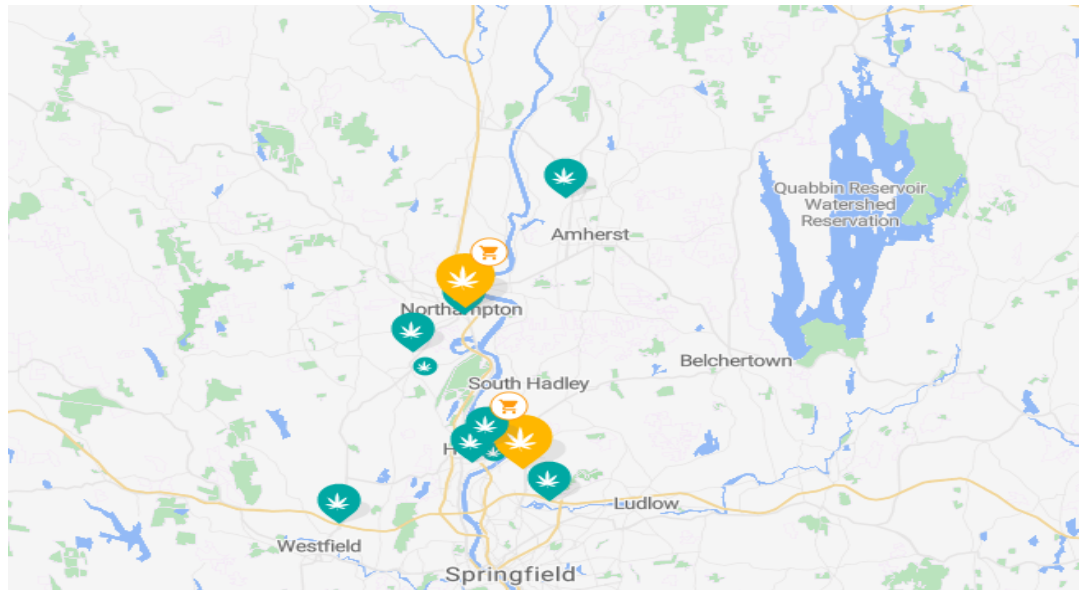 Quabbin Reservoir
Watershed
Reservation
Amherst
Northampton
Belchertown
South Hadley
H
Ludlow
Westfield
Springfield